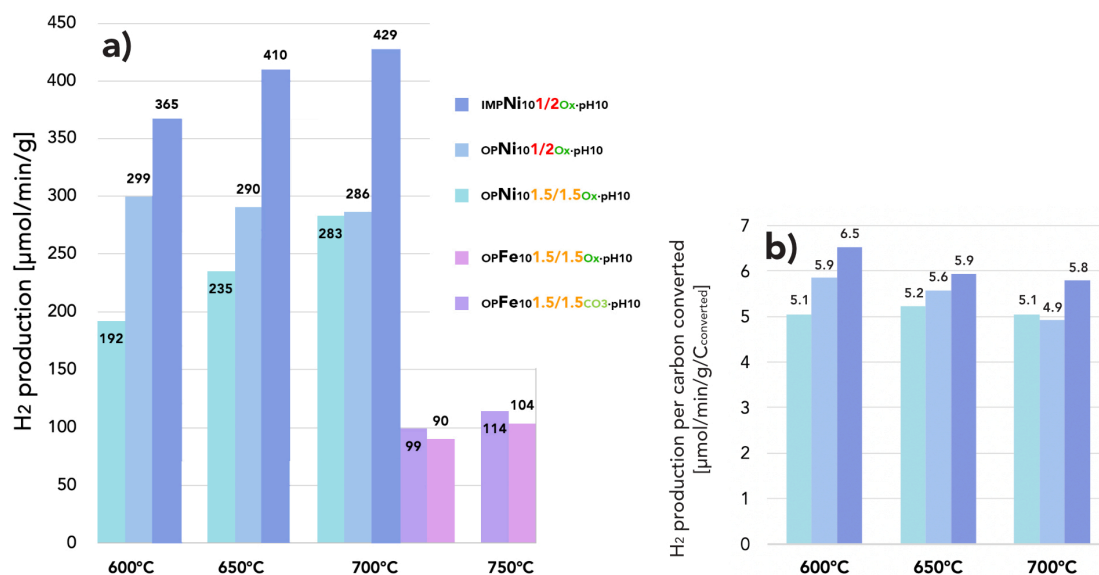 a)
H2 production [µmol/min/g]
450
400
350
300
250
200
150
100
50
0
192
299
365
235
290
410
283
286
429
99
90
114
104
600°C
650°C
700°C
750°C
IMPNi101/2Ox·pH10
OPNi101/2Ox·pH10
OPNi101.5/1.5Ox·pH10
OPFe101.5/1.5Ox·pH10
OPFe101.5/1.5CO3·pH10
b)
H2 production per carbon converted
[µmol/min/g/Cconverted]
7
6
5
4
3
2
1
0
5.1
5.9
6.5
5.2
5.6
5.9
5.1
4.9
5.8
600°C
650°C
700°C